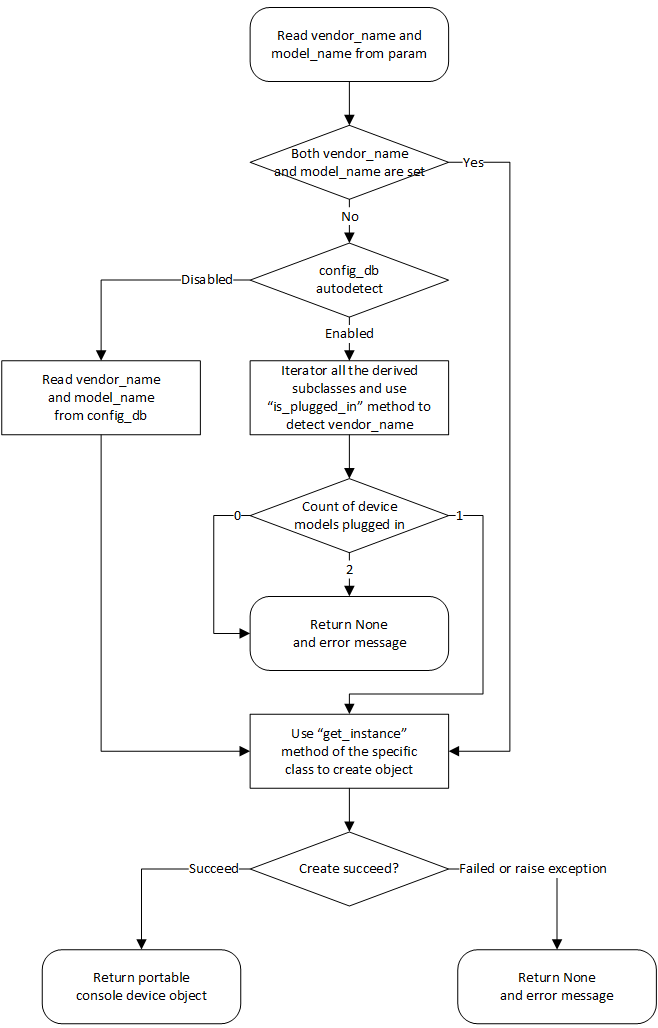 Read vendor_name and
model_name from param
Both vendor_name
and model_name are set
Yes
No
config_db
autodetect
Disabled
Enabled
Read vendor_name
and model_name
from config_db
Iterator all the derived
subclasses and use
“is_plugged_in” method to
detect vendor_name
Count of device
models plugged in
0
1
2
Return None
and error message
Use “get_instance”
method of the specific
class to create object
Create succeed?
Succeed
Failed or raise exception
Return portable
console device object
Return None
and error message